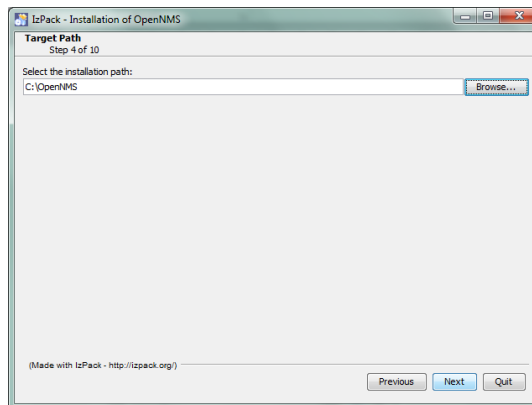 IzPack - Installation of OpenNMS
Target Path
Step 4 of 10
Select the installation path:
C:\OpenNMS
Browse...
(Made with IzPack - http://izpack.org/)
Previous
Next
Quit